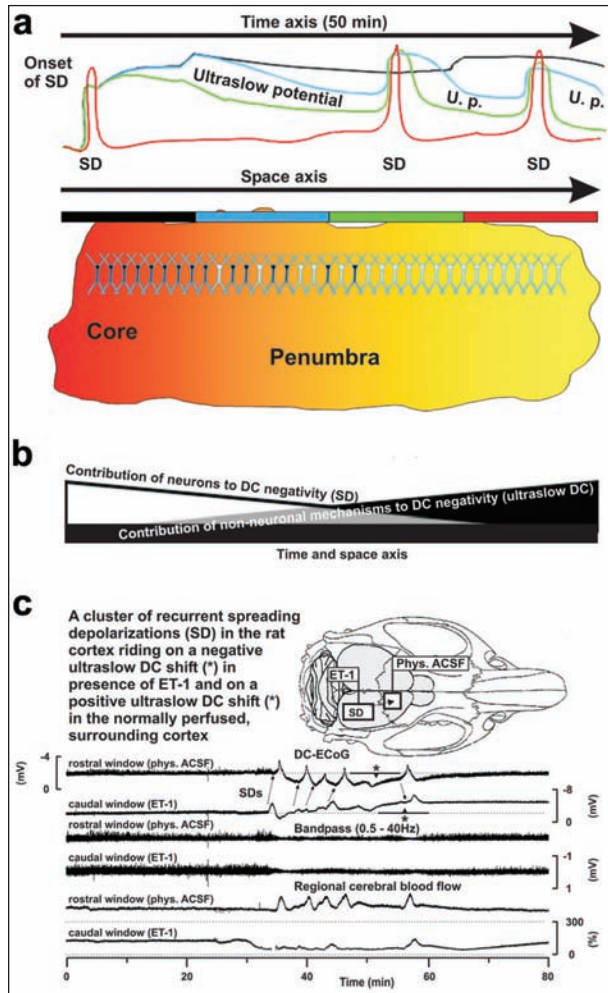 a
Time axis (50 min)
Onset
of SD
Ultraslow potential
U. p.
U. p.
SD
SD
SD
Space axis
Core
Penumbra
b
Contribution of neurons to DC negativity (SD)
Contribution of non-neuronal mechanisms to DC negativity (ultraslow DC)
Time and space axis
c
A cluster of recurrent spreading
depolarizations (SD) in the rat
cortex riding on a negative
ultraslow DC shift (*) in
presence of ET-1 and on a
positive ultraslow DC shift (*)
in the normally perfused,
surrounding cortex
Phys. ACSF
ET-1
SD
-4
(mV)
0
rostral window (phys. ACSF)
DC-ECoG
*
SDs
caudal window (ET-1)
*
-8
(mV)
0
rostral window (phys. ACSF)
Bandpass (0.5 - 40Hz)
caudal window (ET-1)
-1
(mV)
1
Regional cerebral blood flow
rostral window (phys. ACSF)
caudal window (ET-1)
300
(%)
0
0 20 40 60 80
Time (min)